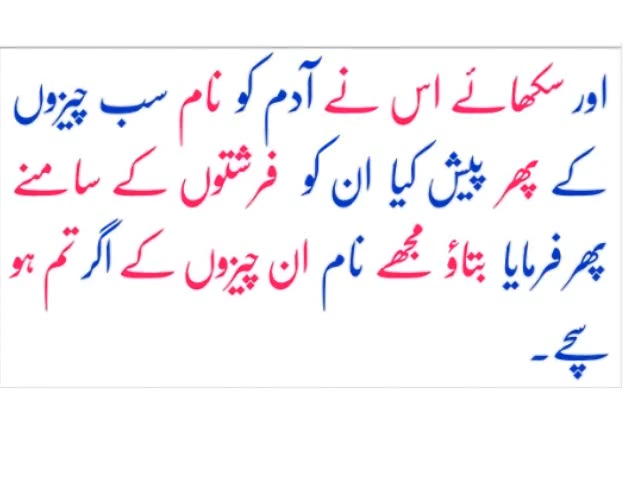 اور سکھائے اس نے آدم کو نام سب چیزوں
کے پھر پیش کیا ان کو فرشتوں کے سامنے
پھر فرمایا بتاؤ مجھے نام ان چیزوں کے اگر تم ہو
سچے۔